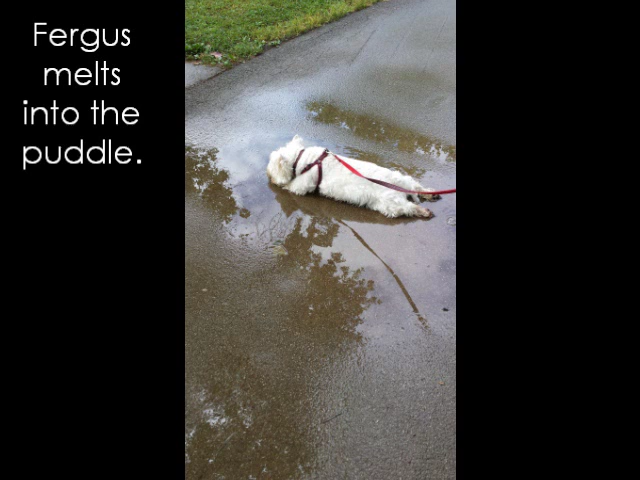 Fergus
melts
into the
puddle.